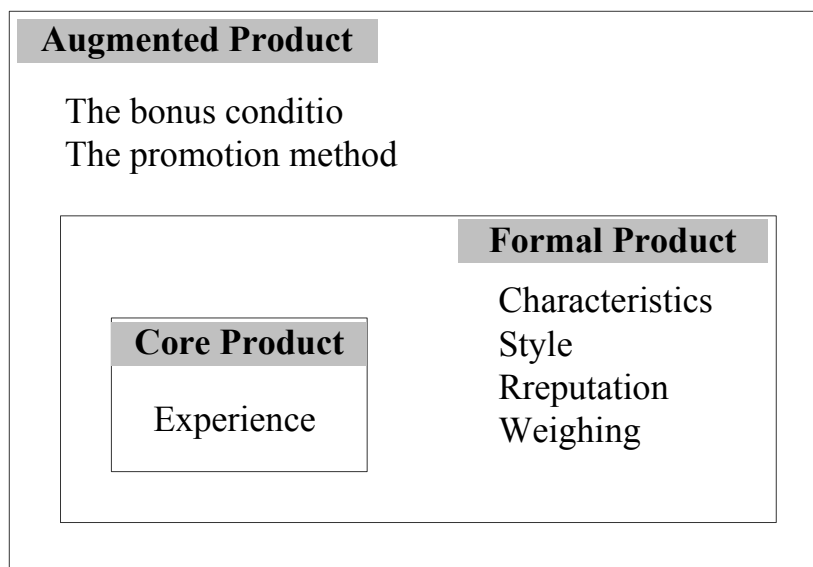 Augmented Product
The bonus conditio
The promotion method
Formal Product
Characteristics
Style
Rreputation
Weighing
Core Product
Experience